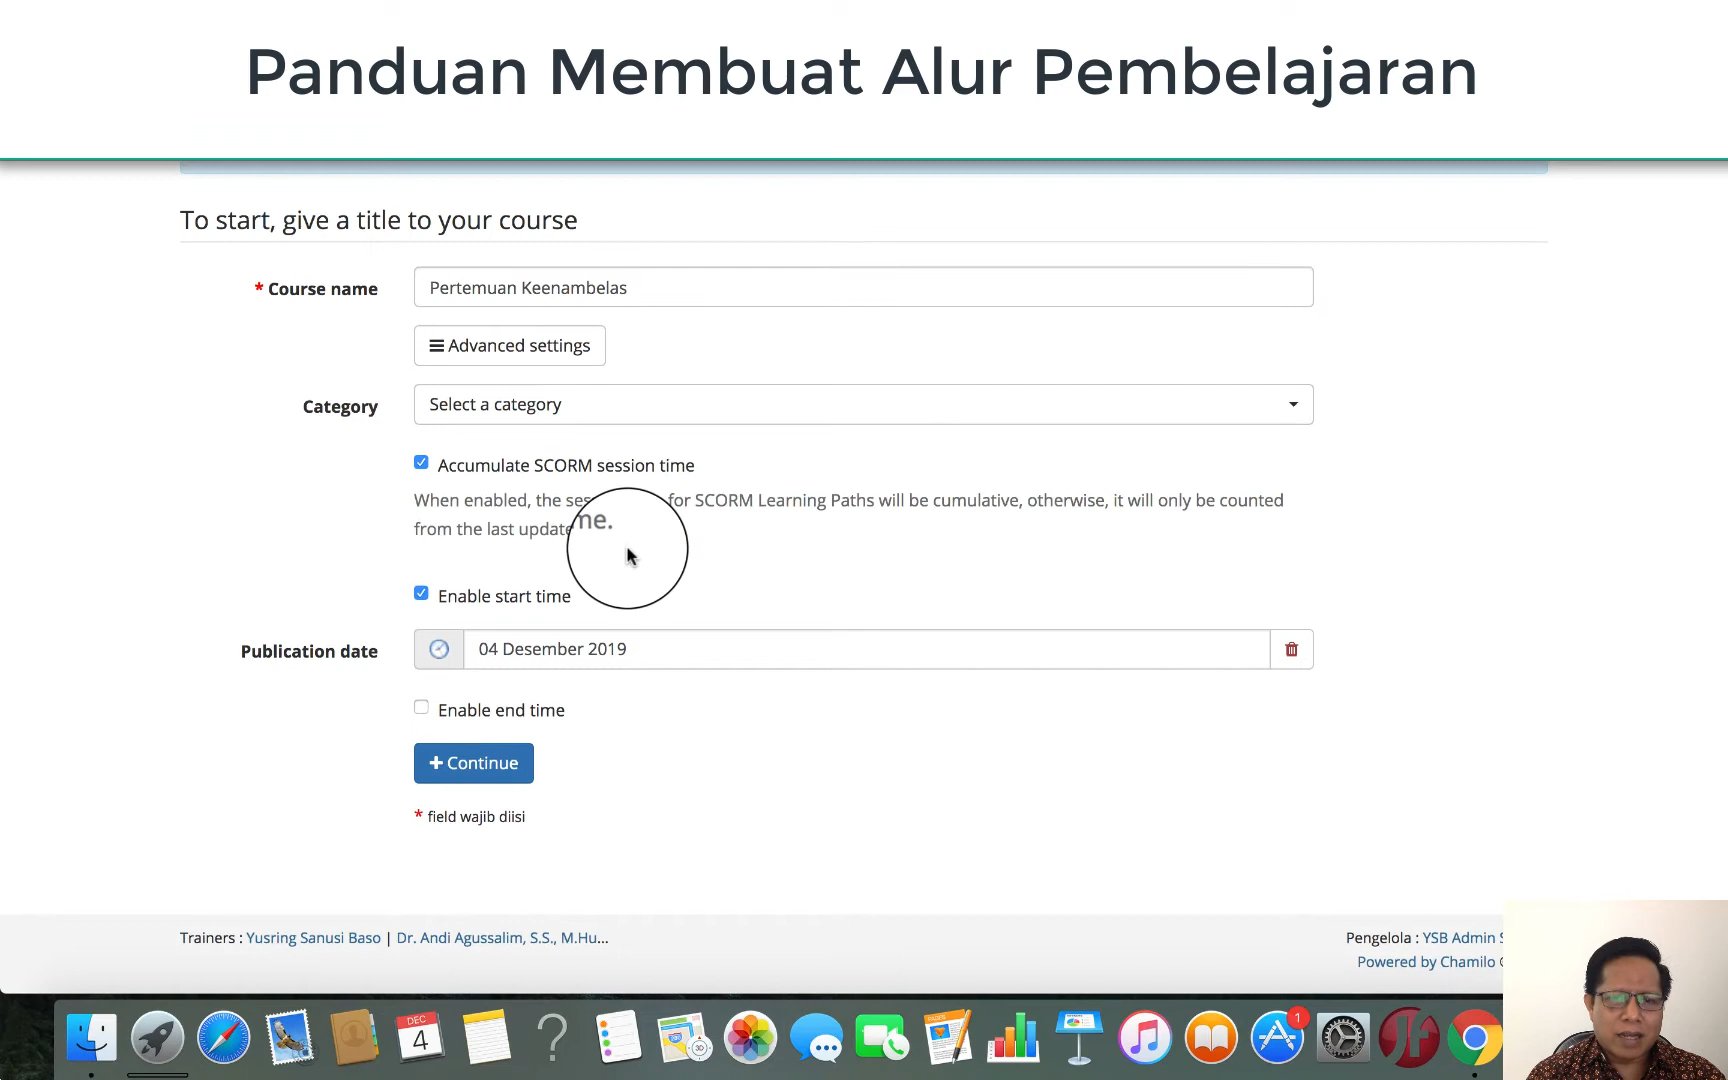 Panduan Membuat Alur Pembelajaran
To start, give a title to your course
* Course name
Pertemuan Keenambelas
Advanced settings
Category
Select a category
Accumulate SCORM session time
When enabled, the ses for SCORM Learning Paths will be cumulative, otherwise, it will only be counted
from the last update me.
Enable start time
Publication date
04 Desember 2019
Enable end time
+ Continue
* field wajib diisi
Trainers : Yusring Sanusi Baso | Dr. Andi Agussalim, S.S., M.Hu...
Pengelola : YSB Admin S
Powered by Chamilo ©
DEC
4
3D
1